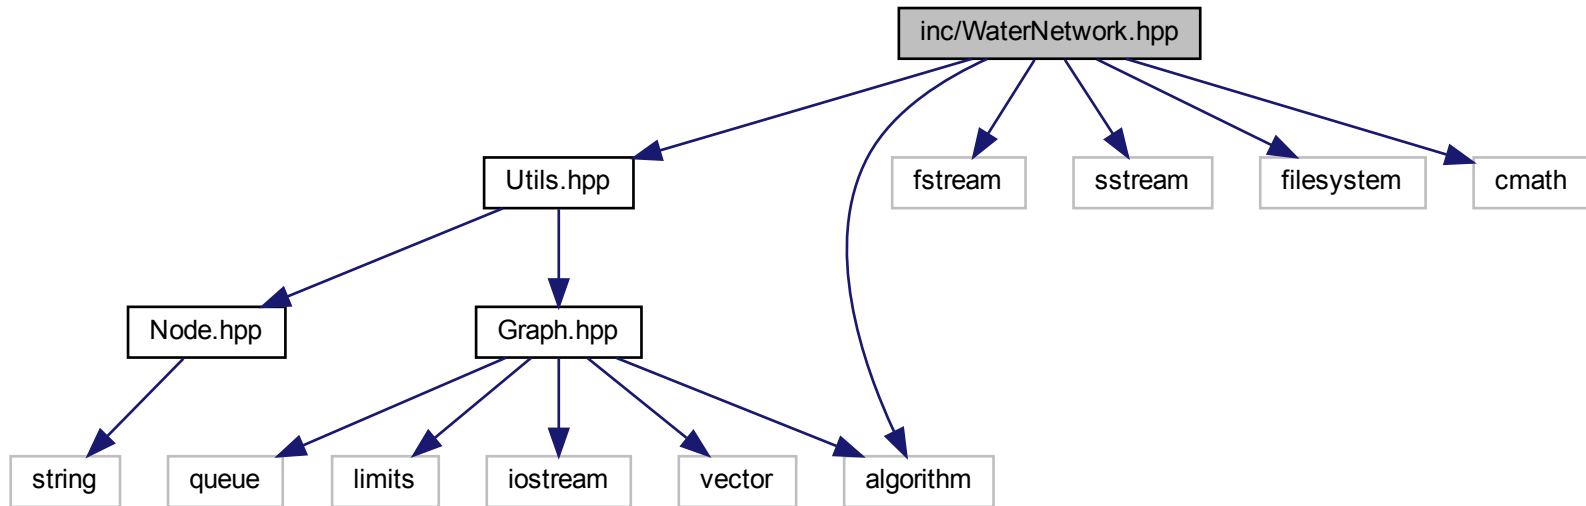 inc/WaterNetwork.hpp
Utils.hpp
fstream
sstream
filesystem
cmath
Node.hpp
Graph.hpp
string
queue
limits
iostream
vector
algorithm